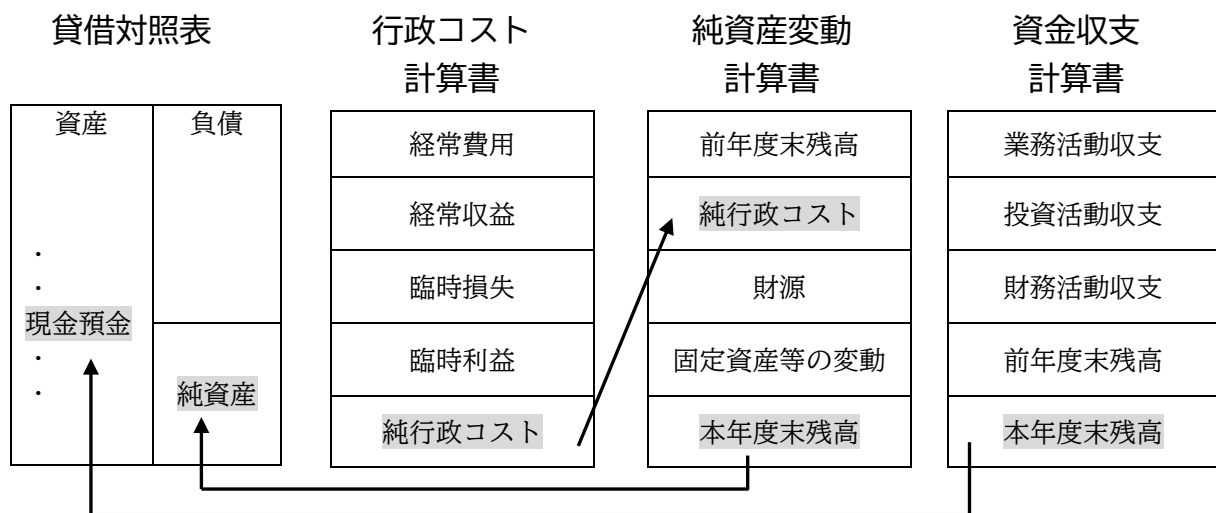 貸借対照表
資産
負債
・
・
現金預金
・
・
純資産
行政コスト
計算書
経常費用
経常収益
臨時損失
臨時利益
純行政コスト
純資産変動
計算書
前年度末残高
純行政コスト
財源
固定資産等の変動
本年度末残高
資金収支
計算書
業務活動収支
投資活動収支
財務活動収支
前年度末残高
本年度末残高